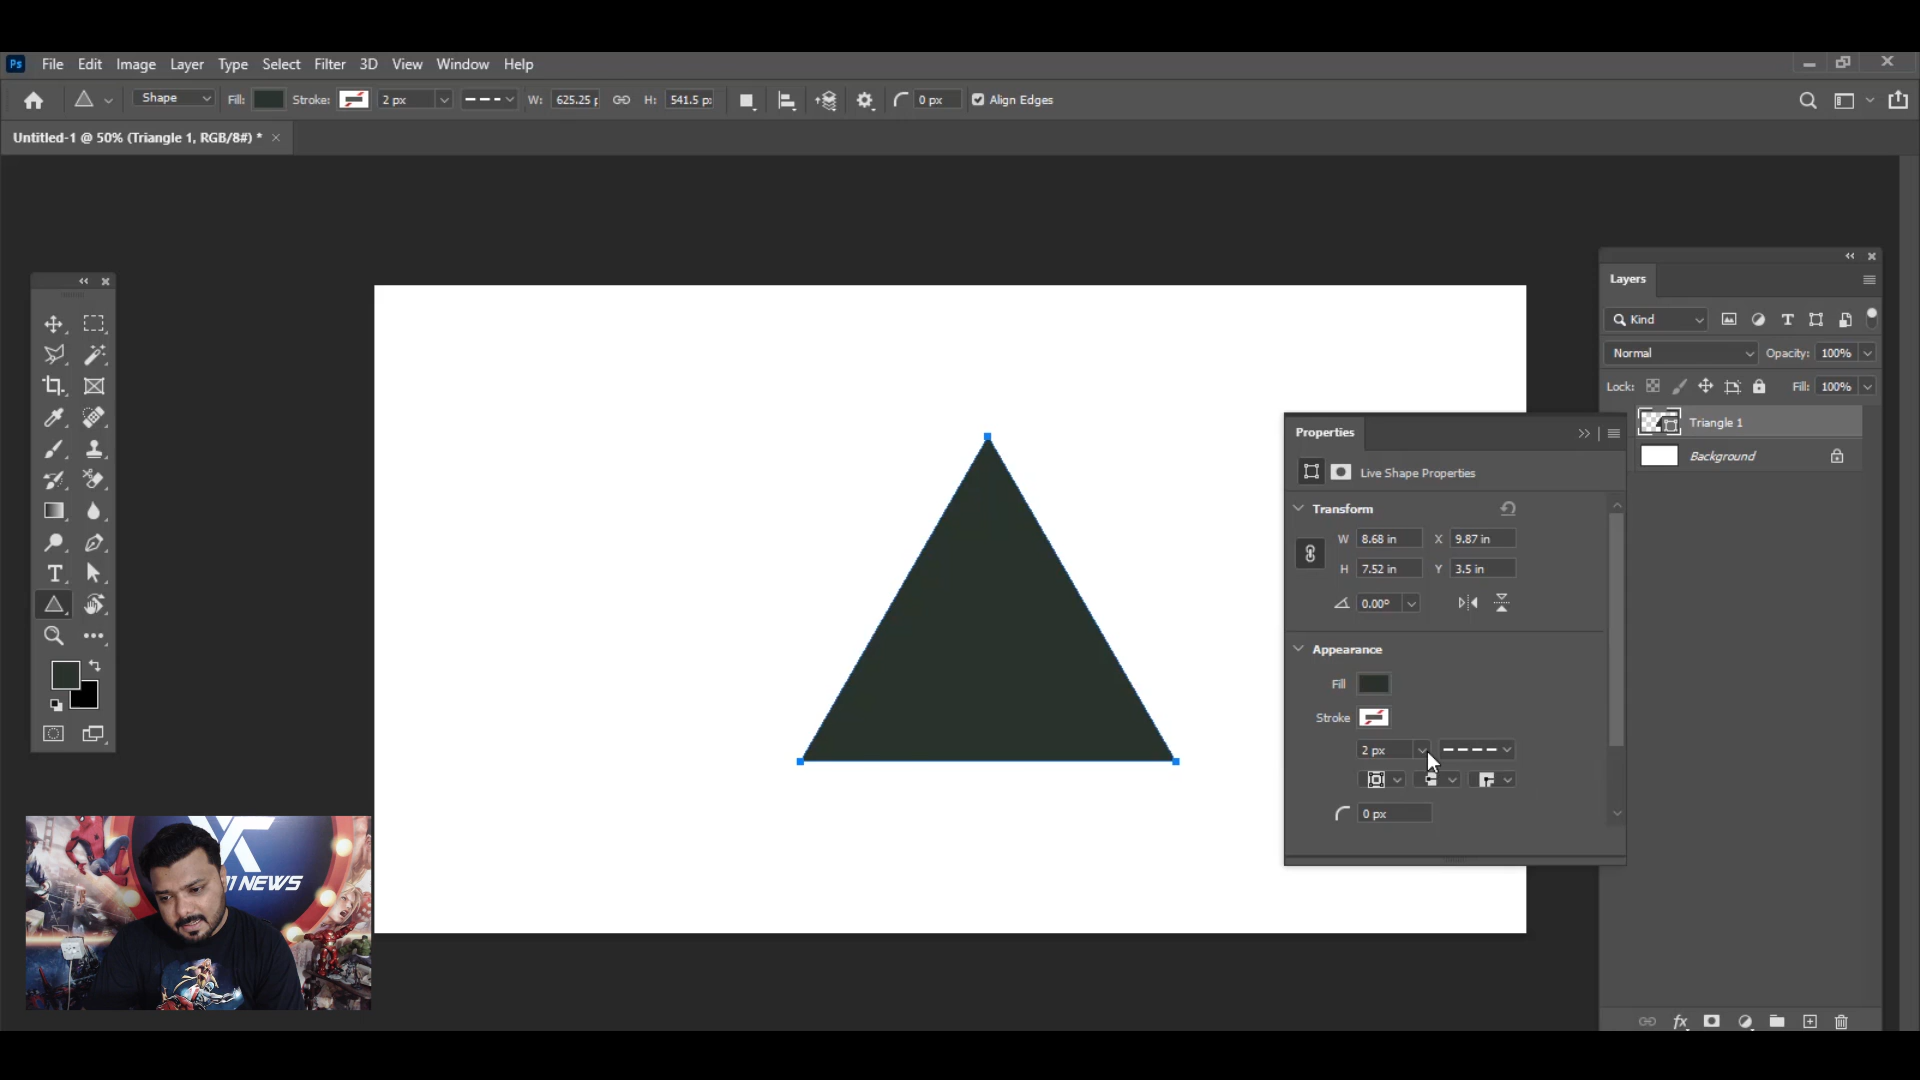 Ps File Edit Image Layer Type Select Filter 3D View Window Help
Shape Fill: Stroke: 2 px W: 625.25 p H: 541.5 p: 0 px Align Edges
Untitled-1 @ 50% (Triangle 1, RGB/8#) * ×
Layers
Kind
Normal Opacity: 100%
Lock: Fill: 100%
Triangle 1
Background
Properties
Live Shape Properties
Transform
W 8.68 in X 9.87 in
H 7.52 in Y 3.5 in
0.00°
Appearance
Fill
Stroke
2 px
0 px
11 NEWS